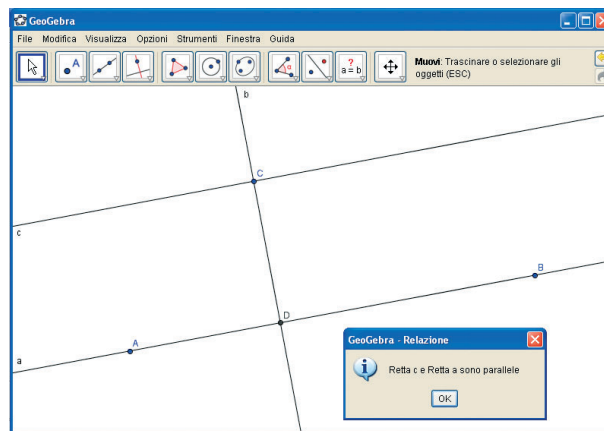 GeoGebra
File Modifica Visualizza Opzioni Strumenti Finestra Guida
A
α
?
a = b
Muovi: Trascinare o selezionare gli
oggetti (ESC)
b
C
c
B
D
A
a
GeoGebra - Relazione
Retta c e Retta a sono parallele
OK